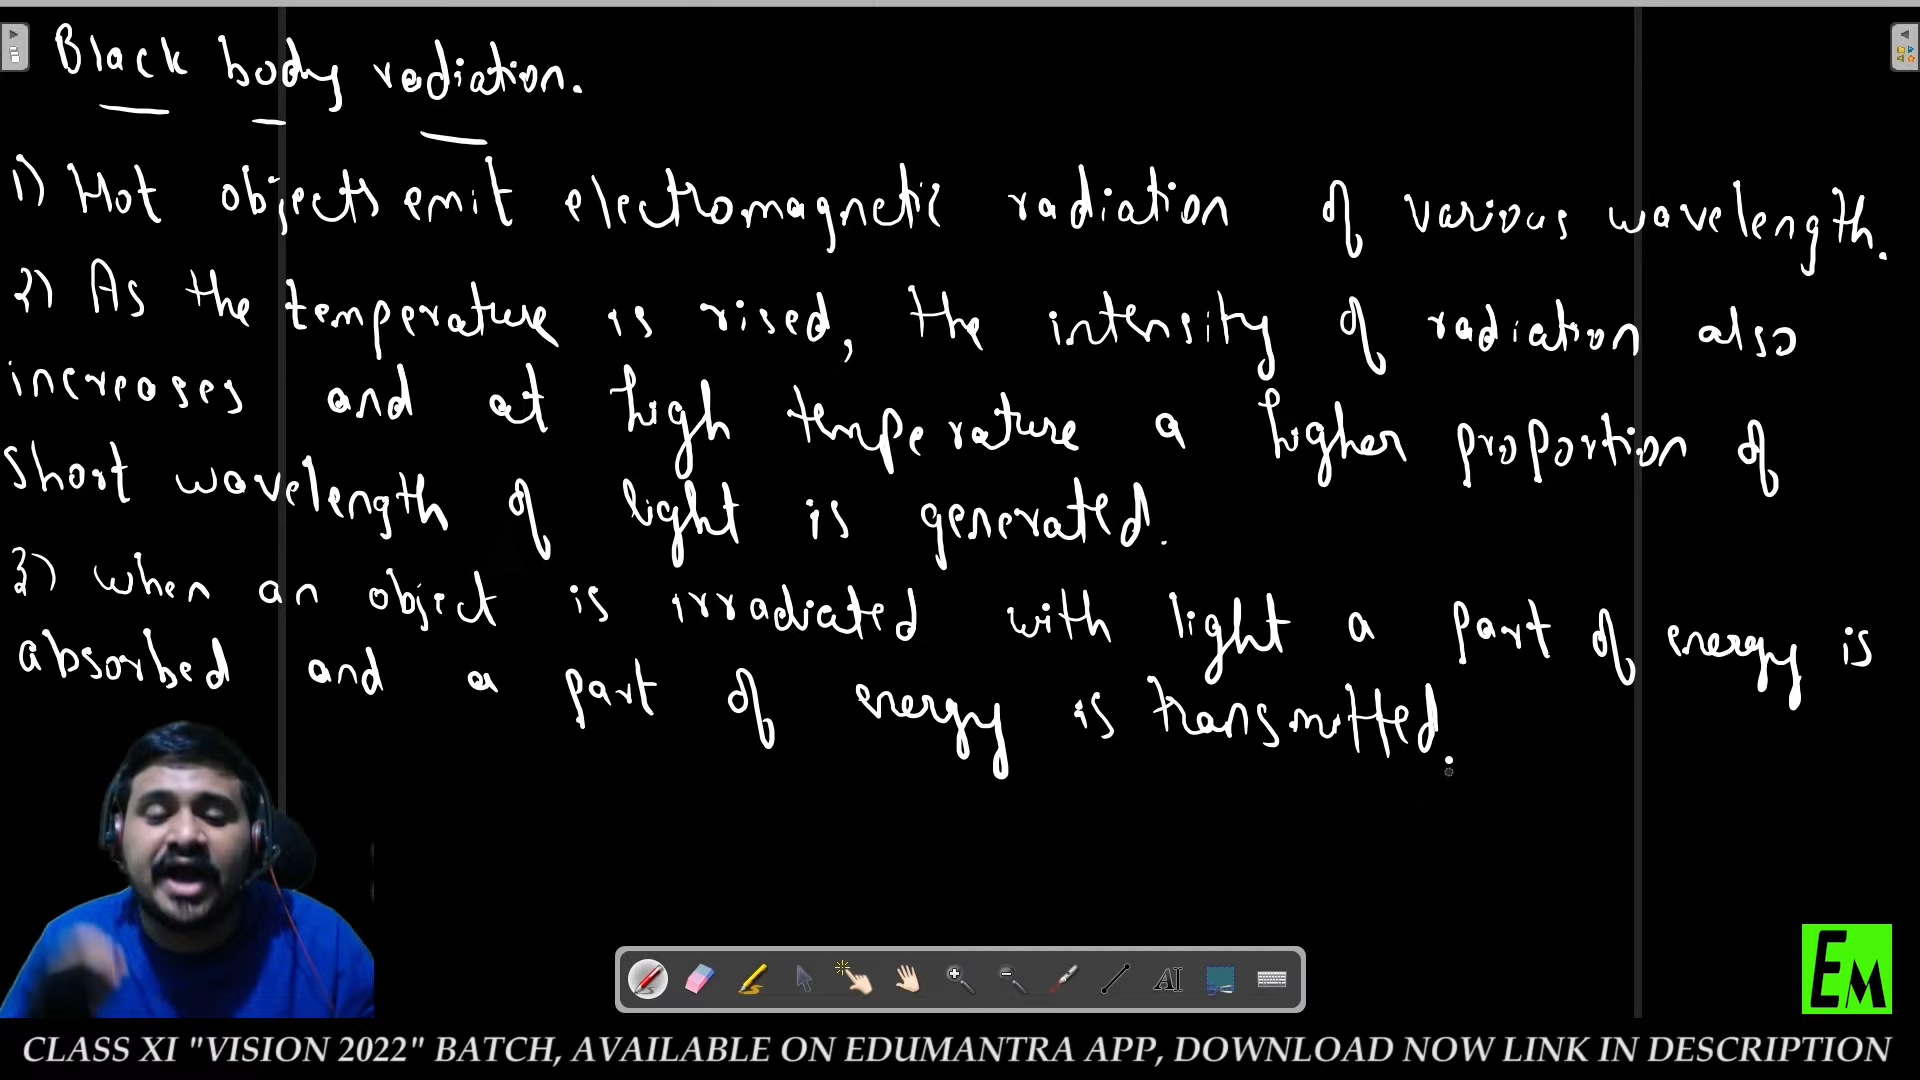 Black body radiation.
1) Hot objects emit electromagnetic radiation of various wavelength.
2) As the temperature is rised, the intensity of radiation also
increases and at high temperature a higher proportion of
short wavelength of light is generated.
3) When an object is irradiated with light a part of energy is
absorbed and a part of energy is transmitted.
AI
EM
CLASS XI "VISION 2022" BATCH, AVAILABLE ON EDUMANTRA APP, DOWNLOAD NOW LINK IN DESCRIPTION